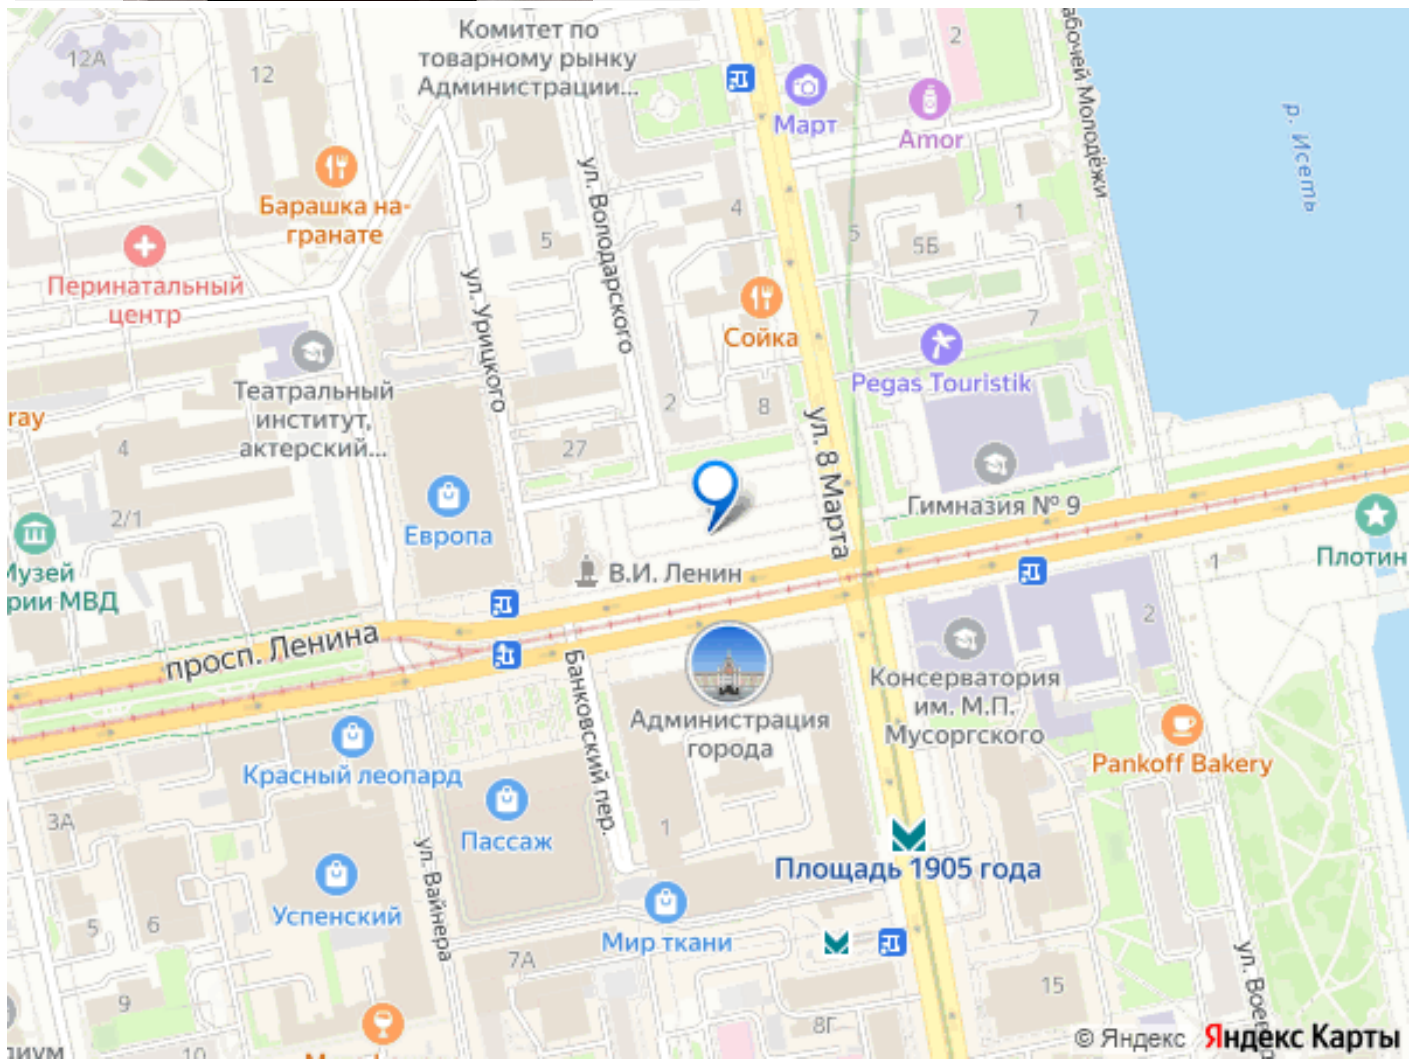 Комитет по
товарному рынку
Администрации...
12А
12
2
Март
Amor
р. Исеть
ул. Володарского
Барашка на-
гранате
4
1
5
5
5Б
Перинатальный
центр
ул. Урицкого
Сойка
7
Pegas Touristik
Театральный
институт,
актерский...
ray
4
2
8
ул. 8 Марта
27
Гимназия № 9
2/1
Европа
Плотин
Музей
рии МВД
В.И. Ленин
1
просп. Ленина
2
Банковский пер.
Консерватория
им. М.П.
Мусоргского
Администрация
города
Pankoff Bakery
Красный леопард
3А
Пассаж
1
Площадь 1905 года
ул. Вайнера
Успенский
5
6
Мир ткани
7А
15
9
8Г
10
© Яндекс Яндекс Карты